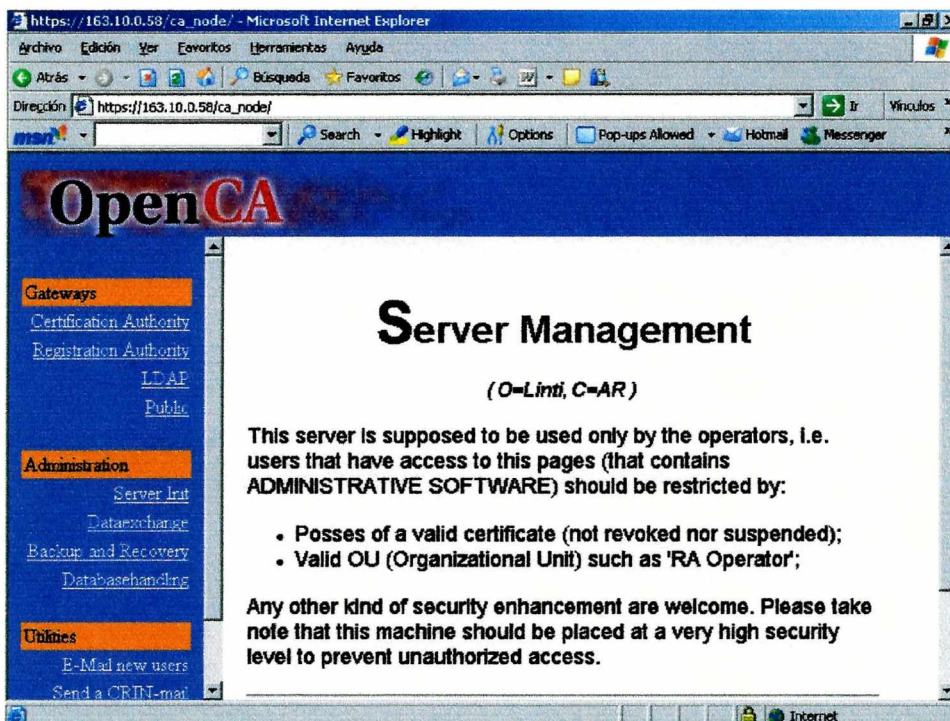 https://163.10.0.58/ca_node/ - Microsoft Internet Explorer
Archivo Edición Ver Favoritos Herramientas Ayuda
Atrás Búsqueda Favoritos
Dirección https://163.10.0.58/ca_node/ Ir Vínculos
msn Search Highlight Options Pop-ups Allowed Hotmail Messenger
OpenCA
Gateways
Certification Authority
Registration Authority
LDAP
Public
Administration
Server Init
Dataexchange
Backup and Recovery
Databasehandling
Utilities
E-Mail new users
Send a CRIN-mail
Server Management
( O=Linti, C=AR )
This server is supposed to be used only by the operators, i.e.
users that have access to this pages (that contains
ADMINISTRATIVE SOFTWARE) should be restricted by:
• Posses of a valid certificate (not revoked nor suspended);
• Valid OU (Organizational Unit) such as 'RA Operator';
Any other kind of security enhancement are welcome. Please take
note that this machine should be placed at a very high security
level to prevent unauthorized access.
Internet